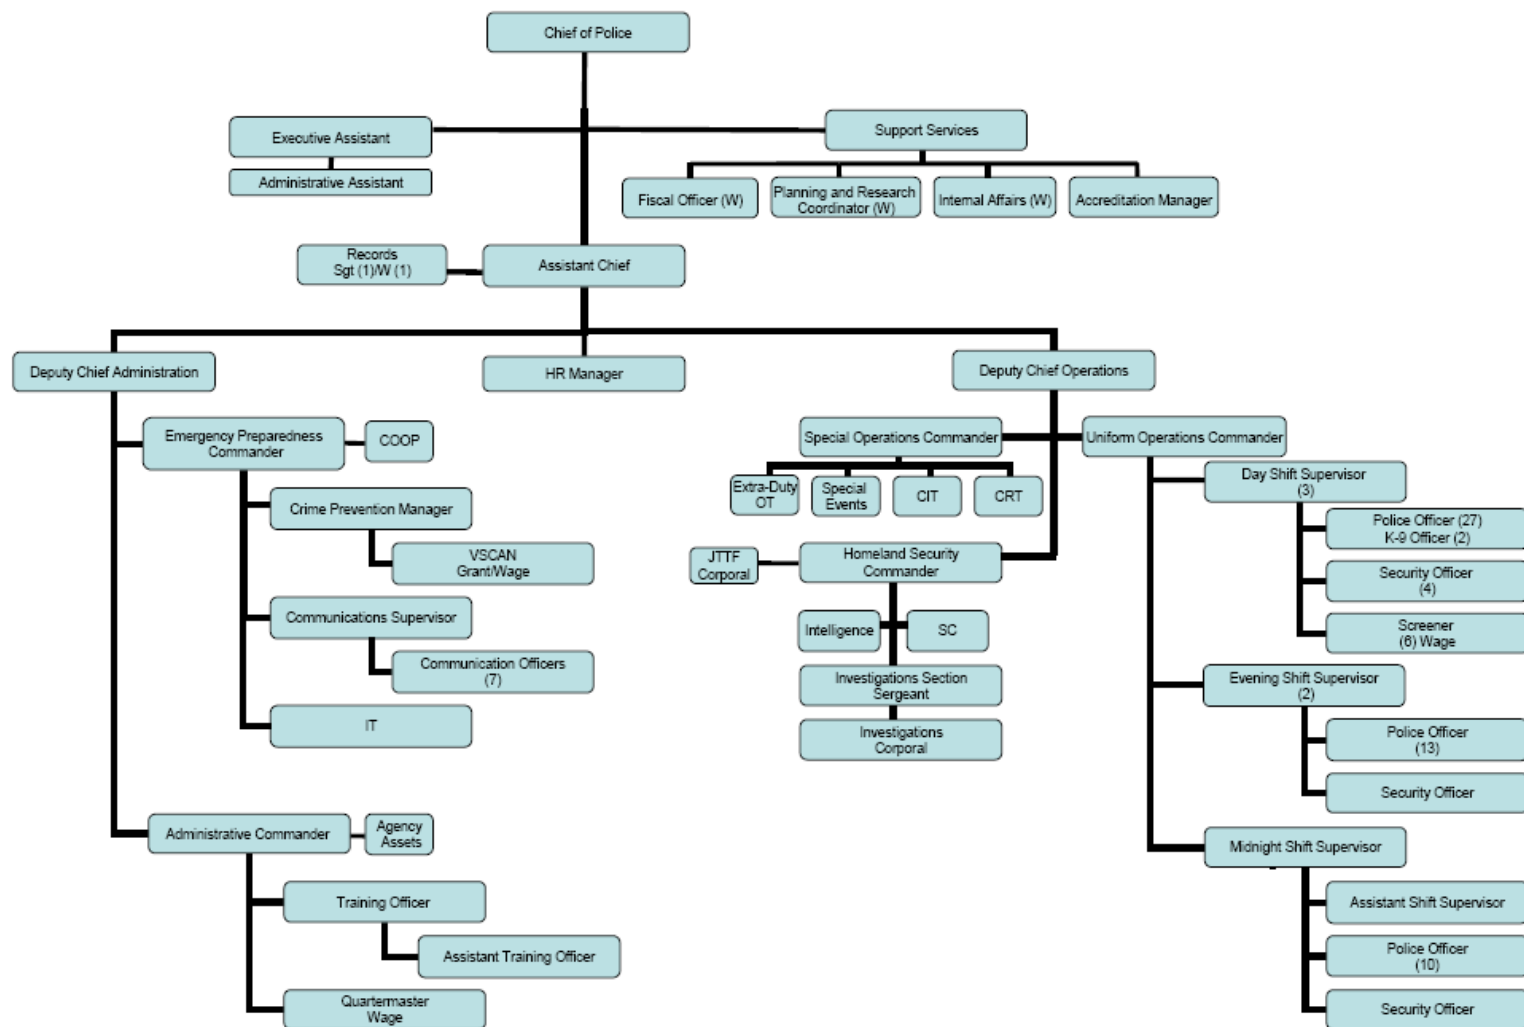 Chief of Police
Executive Assistant
Support Services
Administrative Assistant
Fiscal Officer (W)
Planning and Research
Coordinator (W)
Internal Affairs (W)
Accreditation Manager
Records
Sgt (1)/W (1)
Assistant Chief
Deputy Chief Administration
HR Manager
Deputy Chief Operations
Emergency Preparedness
Commander
COOP
Crime Prevention Manager
VSCAN
Grant/Wage
Communications Supervisor
Communication Officers
(7)
IT
Administrative Commander
Agency
Assets
Training Officer
Assistant Training Officer
Quartermaster
Wage
Special Operations Commander
Extra-Duty
OT
Special
Events
CIT
CRT
JTTF
Corporal
Homeland Security
Commander
Intelligence
SC
Investigations Section
Sergeant
Investigations
Corporal
Uniform Operations Commander
Day Shift Supervisor
(3)
Police Officer (27)
K-9 Officer (2)
Security Officer
(4)
Screener
(6) Wage
Evening Shift Supervisor
(2)
Police Officer
(13)
Security Officer
Midnight Shift Supervisor
Assistant Shift Supervisor
Police Officer
(10)
Security Officer